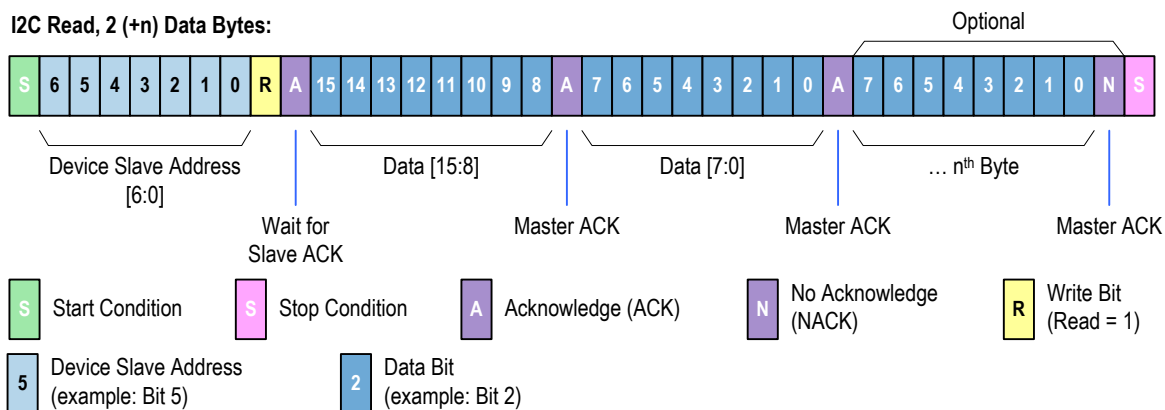 I2C Read, 2 (+n) Data Bytes:
Optional
S 6 5 4 3 2 1 0 R A 15 14 13 12 11 10 9 8 A 7 6 5 4 3 2 1 0 A 7 6 5 4 3 2 1 0 N S
Device Slave Address
[6:0]
Data [15:8]
Data [7:0]
… nth Byte
Wait for
Slave ACK
Master ACK
Master ACK
Master ACK
S Start Condition
S Stop Condition
A Acknowledge (ACK)
N No Acknowledge
(NACK)
R Write Bit
(Read = 1)
5 Device Slave Address
(example: Bit 5)
2 Data Bit
(example: Bit 2)